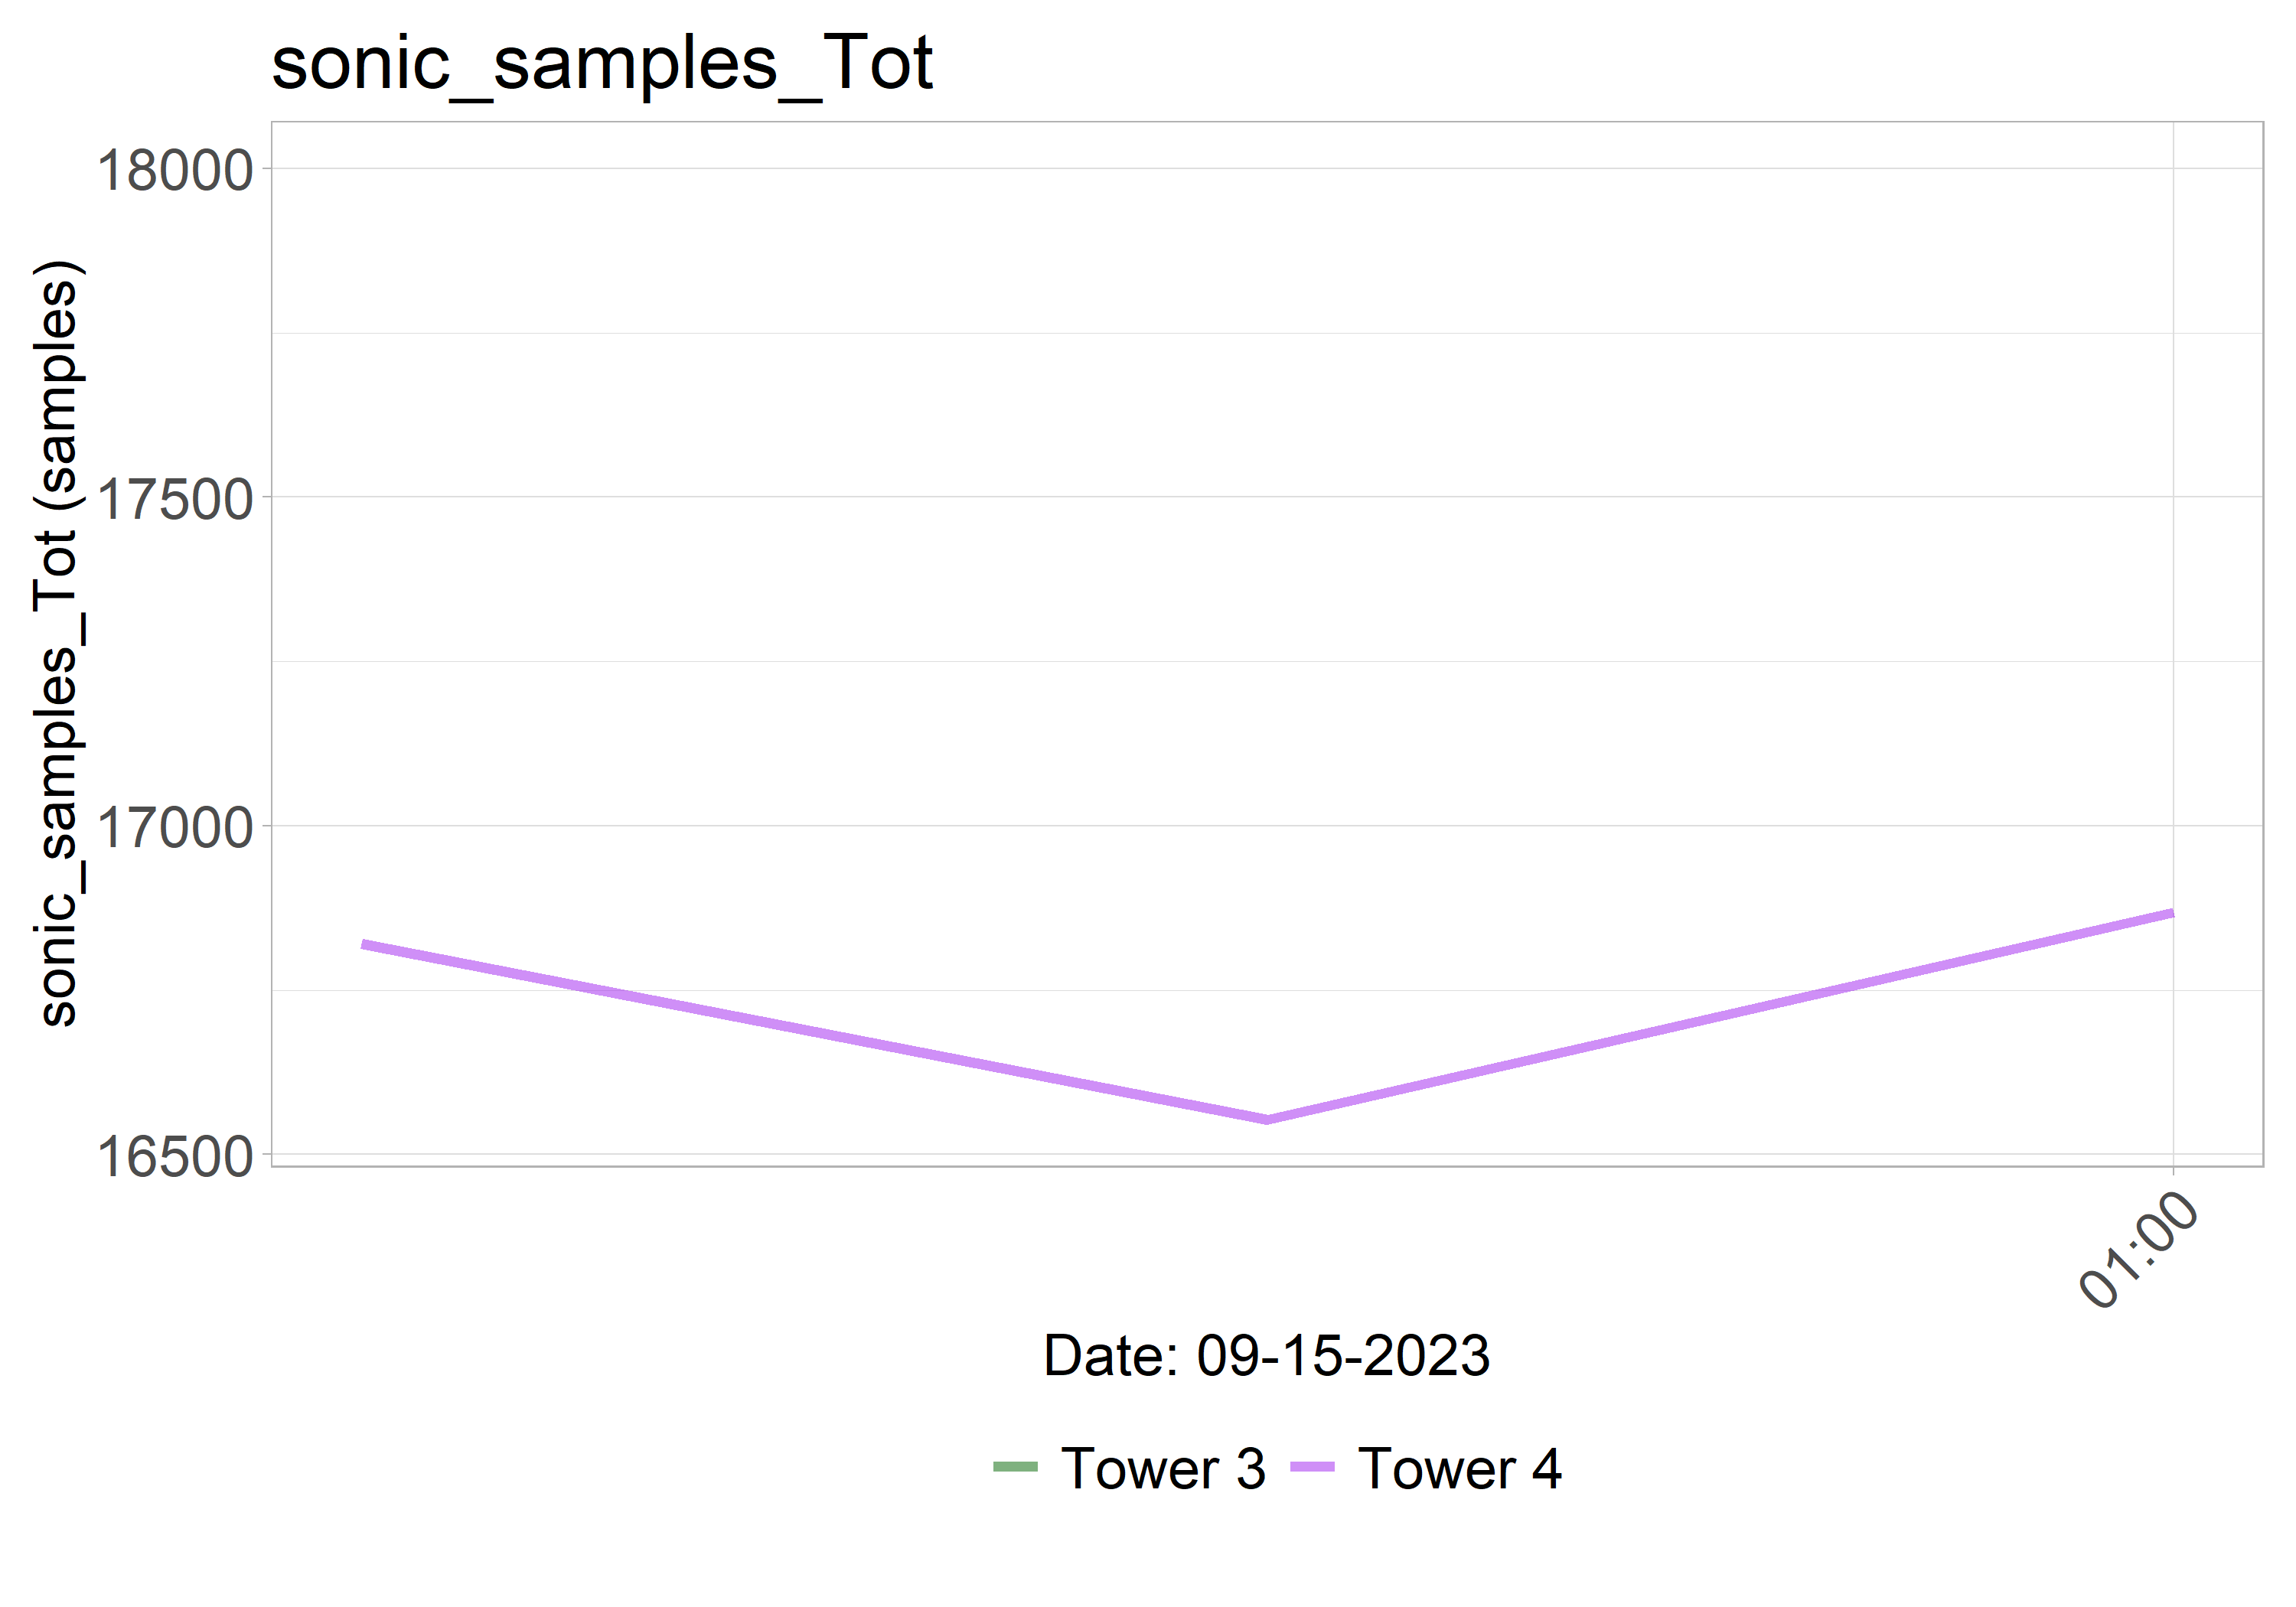 sonic_samples_Tot
sonic_samples_Tot (samples)
18000
17500
17000
16500
01:00
Date: 09-15-2023
Tower 3
Tower 4